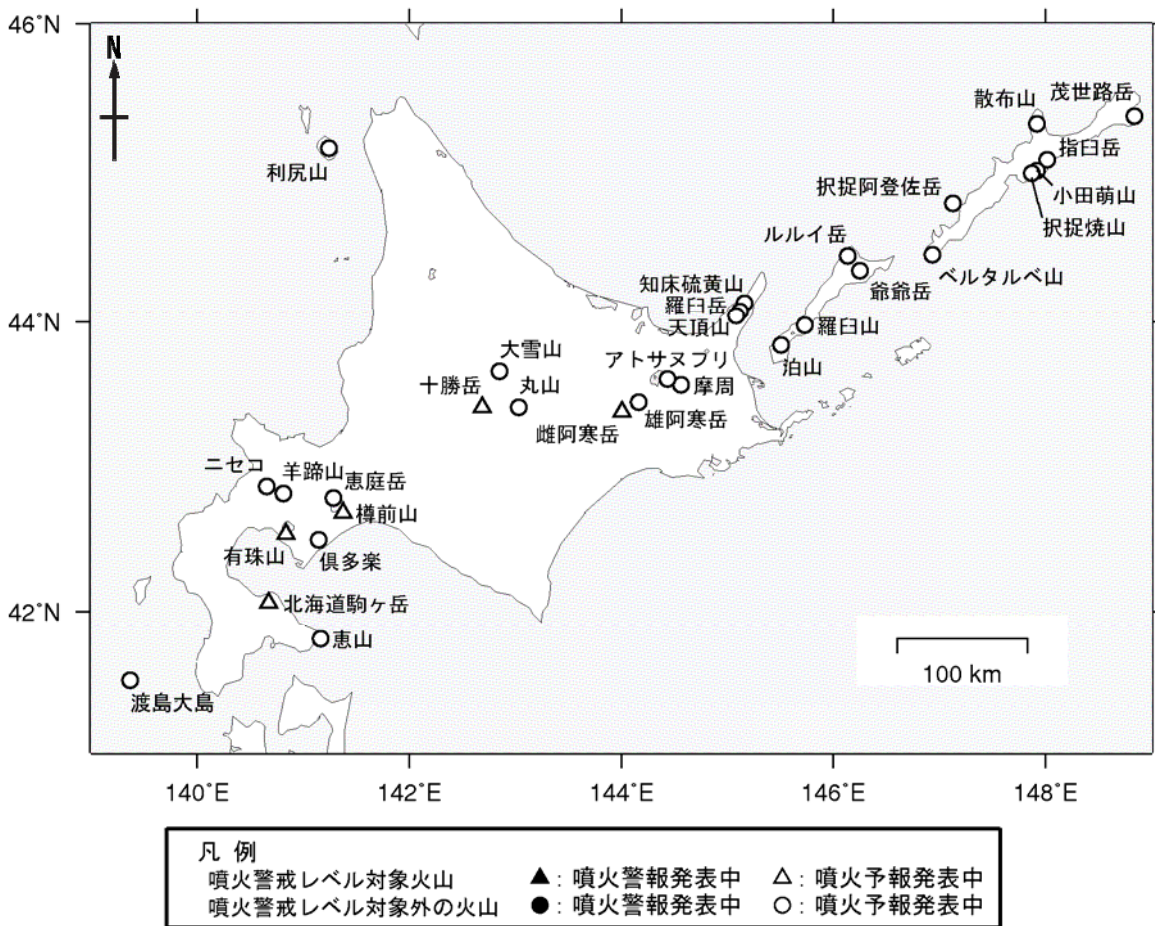 46°N
N
散布山
茂世路岳
指臼岳
利尻山
小田萌山
択捉阿登佐岳
択捉焼山
ルルイ岳
ベルタルベ山
爺爺岳
知床硫黄山
羅臼岳
44°N
天頂山
羅臼山
泊山
大雪山
アトサヌプリ
十勝岳
丸山
摩周
雌阿寒岳
雄阿寒岳
ニセコ
羊蹄山
恵庭岳
樽前山
有珠山
倶多楽
42°N
北海道駒ヶ岳
恵山
100 km
渡島大島
140°E 142°E 144°E 146°E 148°E
凡 例
噴火警戒レベル対象火山 ▲: 噴火警報発表中 △: 噴火予報発表中
噴火警戒レベル対象外の火山 ●: 噴火警報発表中 ○: 噴火予報発表中